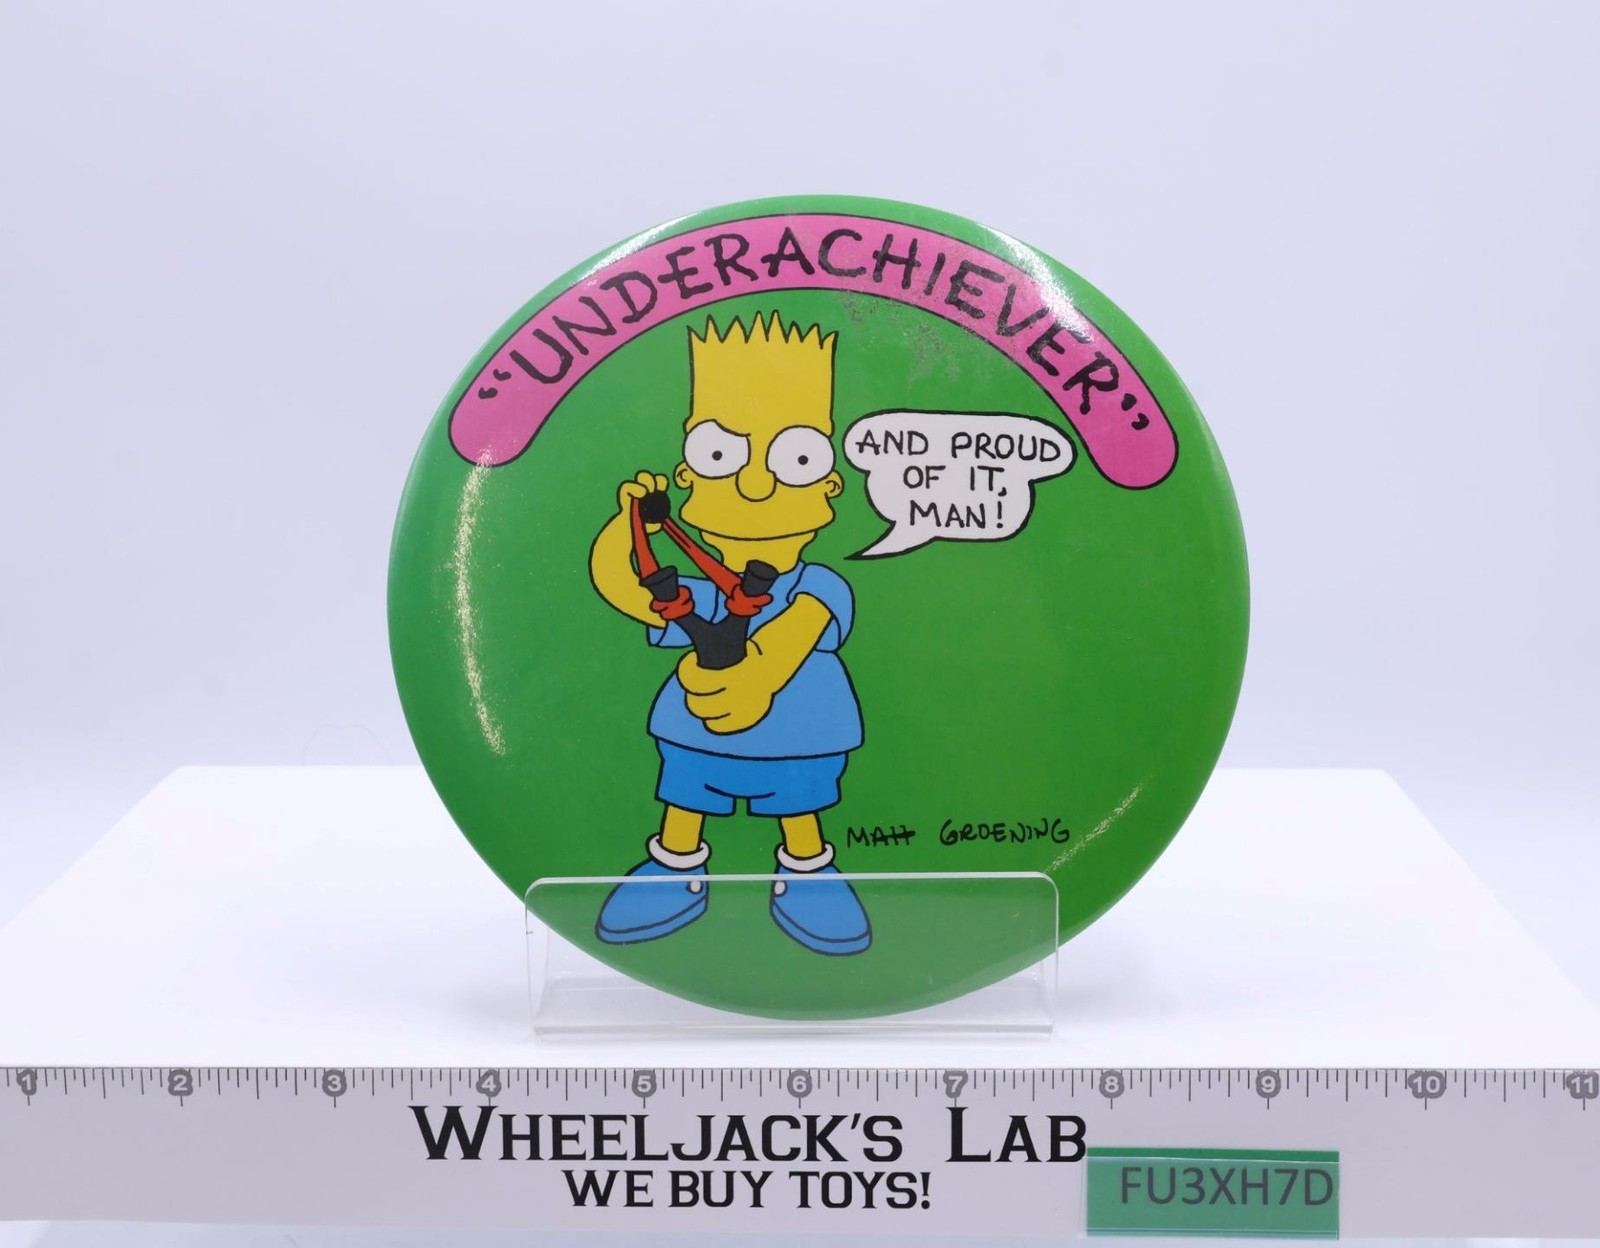 "UNDERACHIEVER"
AND PROUD
OF IT,
MAN!
MATT GROENING
1 2 3 4 5 6 7 8 9 10 11
WHEELJACK'S LAB
WE BUY TOYS!
FU3XH7D